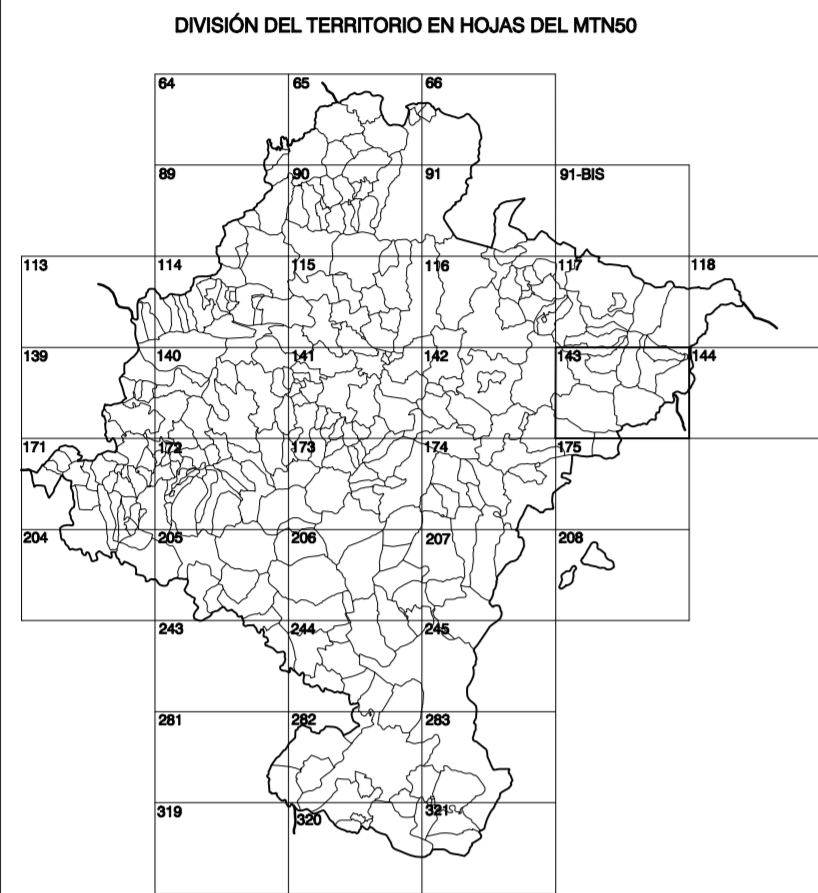 DIVISIÓN DEL TERRITORIO EN HOJAS DEL MTN50
64 65 66
89 90 91 91-BIS
113 114 115 116 117 118
139 140 141 142 143 144
171 172 173 174 175
204 205 206 207 208
243 244 245
281 282 283
319 320 321